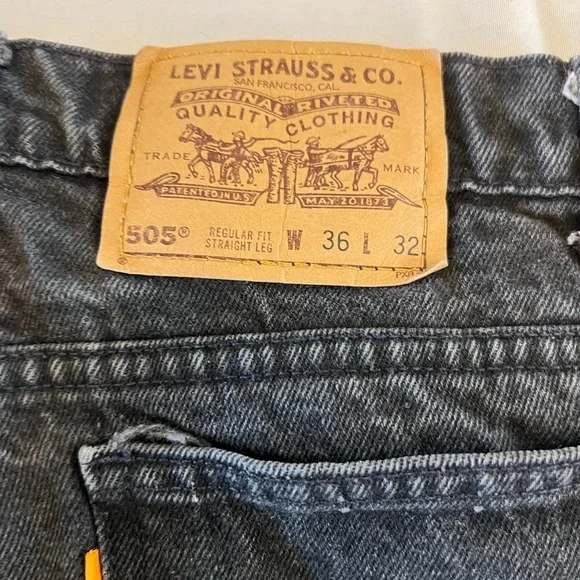 LEVI STRAUSS & CO.
SAN FRANCISCO, CAL.
ORIGINAL RIVETED
QUALITY CLOTHING
TRADE MARK
PATENTED IN U.S. MAY 20 1873
505® REGULAR FIT W 36 L 32
STRAIGHT LEG